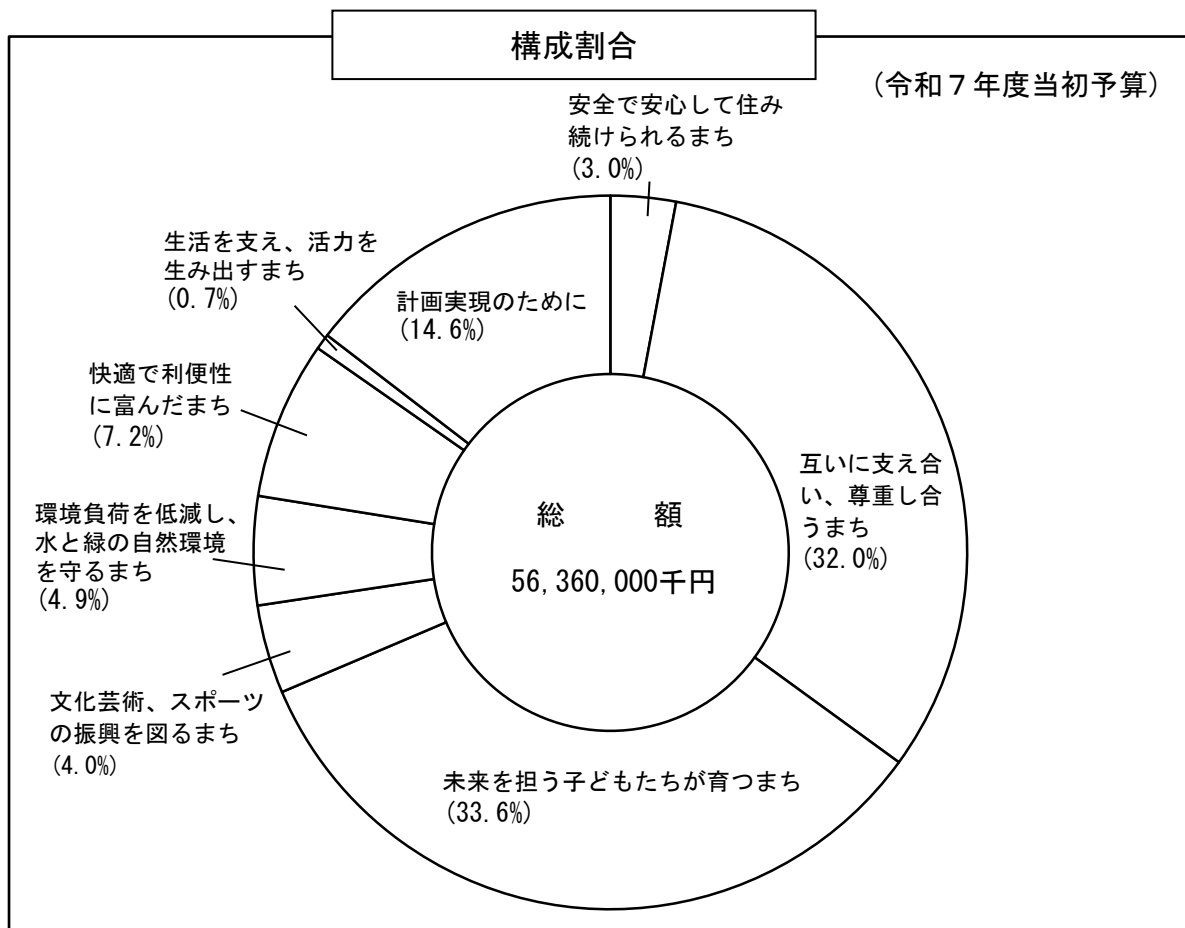 構成割合
（令和７年度当初予算）
安全で安心して住み
続けられるまち
(3.0%)
互いに支え合
い、尊重し合
うまち
(32.0%)
未来を担う子どもたちが育つまち
(33.6%)
文化芸術、スポーツ
の振興を図るまち
(4.0%)
環境負荷を低減し、
水と緑の自然環境
を守るまち
(4.9%)
快適で利便性
に富んだまち
(7.2%)
生活を支え、活力を
生み出すまち
(0.7%)
計画実現のために
(14.6%)
総　　額
56,360,000千円